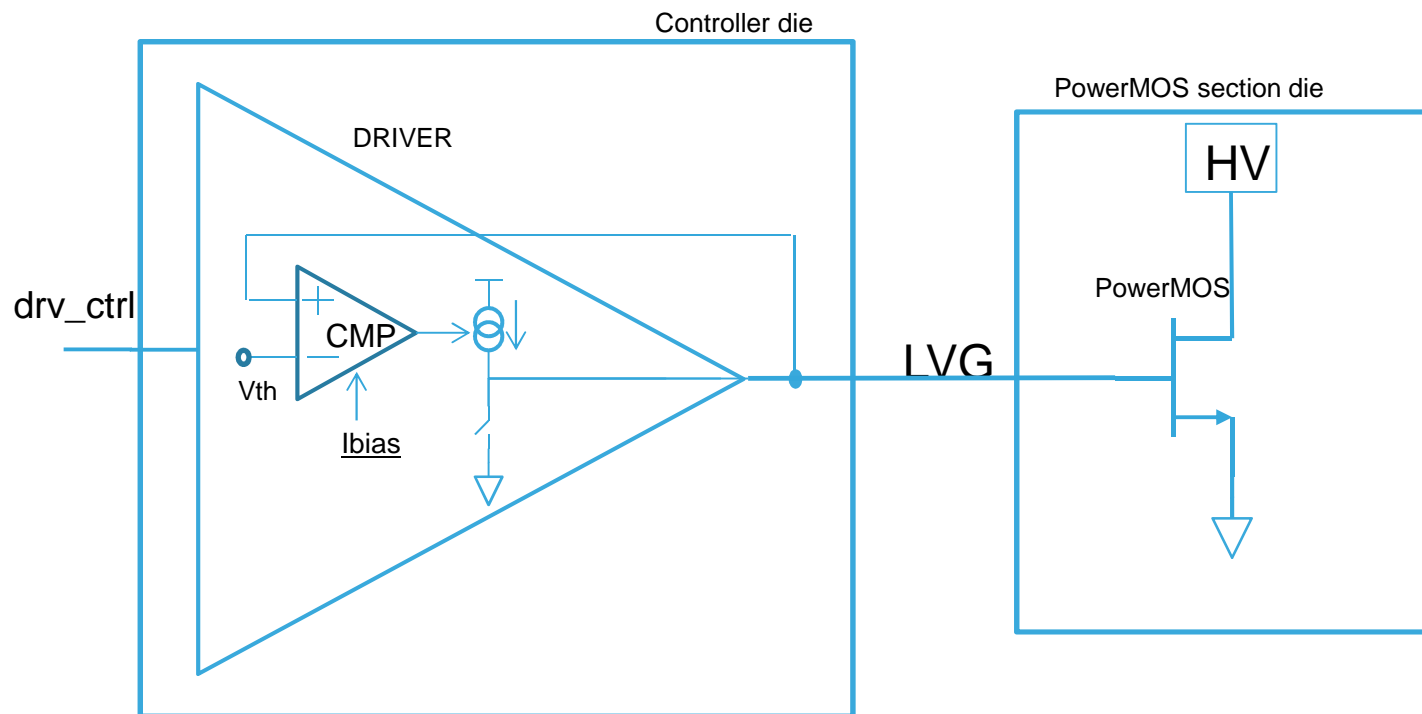 Controller die
PowerMOS section die
DRIVER
HV
drv_ctrl
PowerMOS
+
CMP
LVG
−
Vth
Ibias